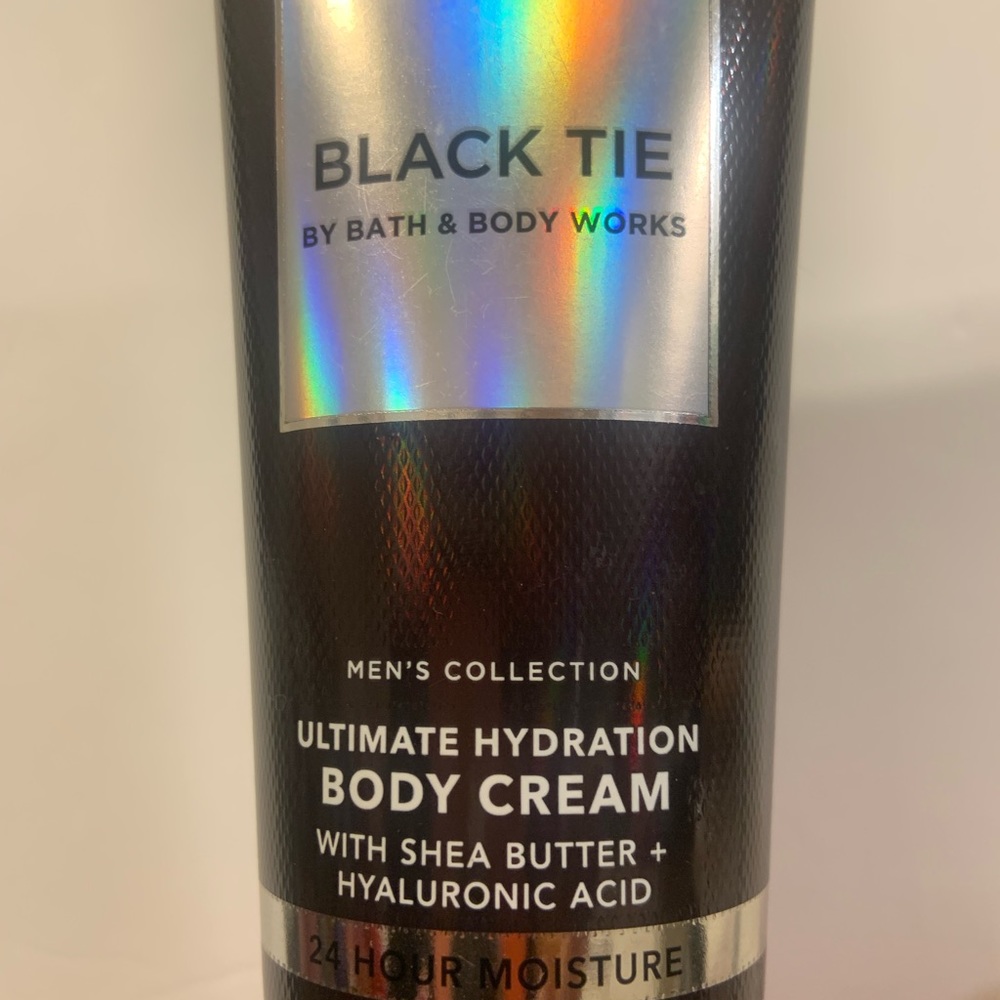 BLACK TIE
BY BATH & BODY WORKS
MEN'S COLLECTION
ULTIMATE HYDRATION
BODY CREAM
WITH SHEA BUTTER +
HYALURONIC ACID
24 HOUR MOISTURE